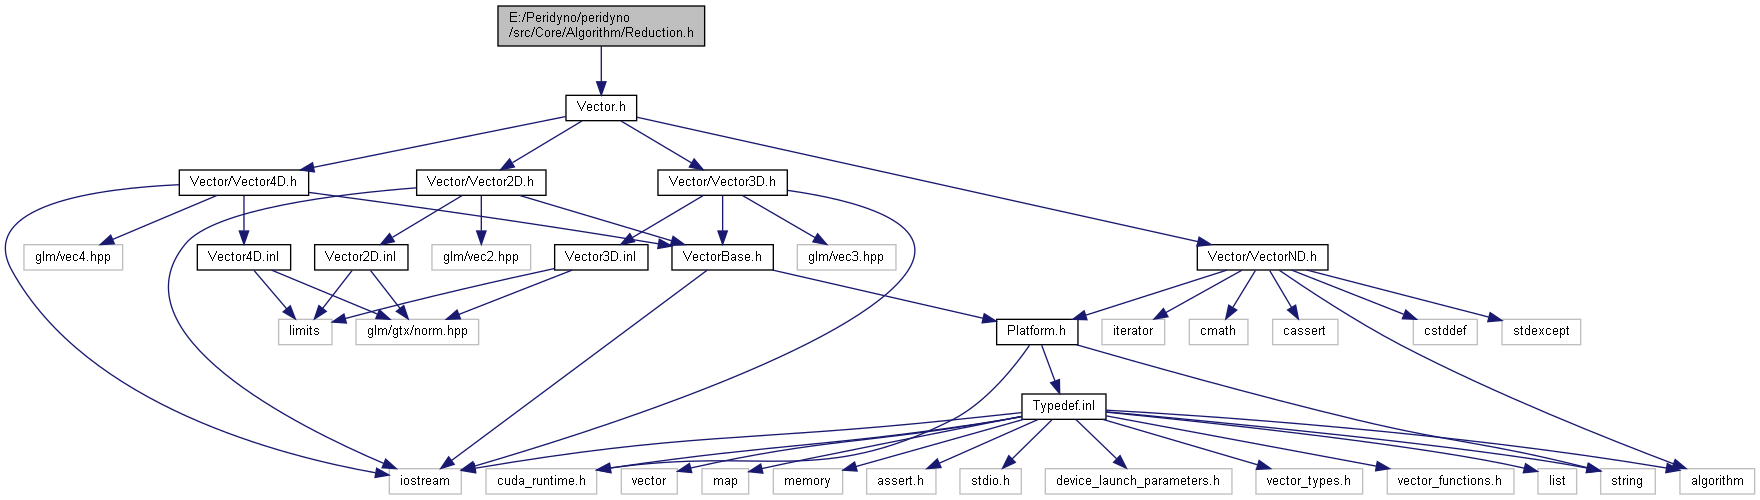 E:/Peridyno/peridyno
/src/Core/Algorithm/Reduction.h
Vector.h
Vector/Vector4D.h
Vector/Vector2D.h
Vector/Vector3D.h
glm/vec4.hpp
Vector4D.inl
Vector2D.inl
glm/vec2.hpp
Vector3D.inl
VectorBase.h
glm/vec3.hpp
Vector/VectorND.h
limits
glm/gtx/norm.hpp
Platform.h
iterator
cmath
cassert
cstddef
stdexcept
Typedef.inl
iostream
cuda_runtime.h
vector
map
memory
assert.h
stdio.h
device_launch_parameters.h
vector_types.h
vector_functions.h
list
string
algorithm